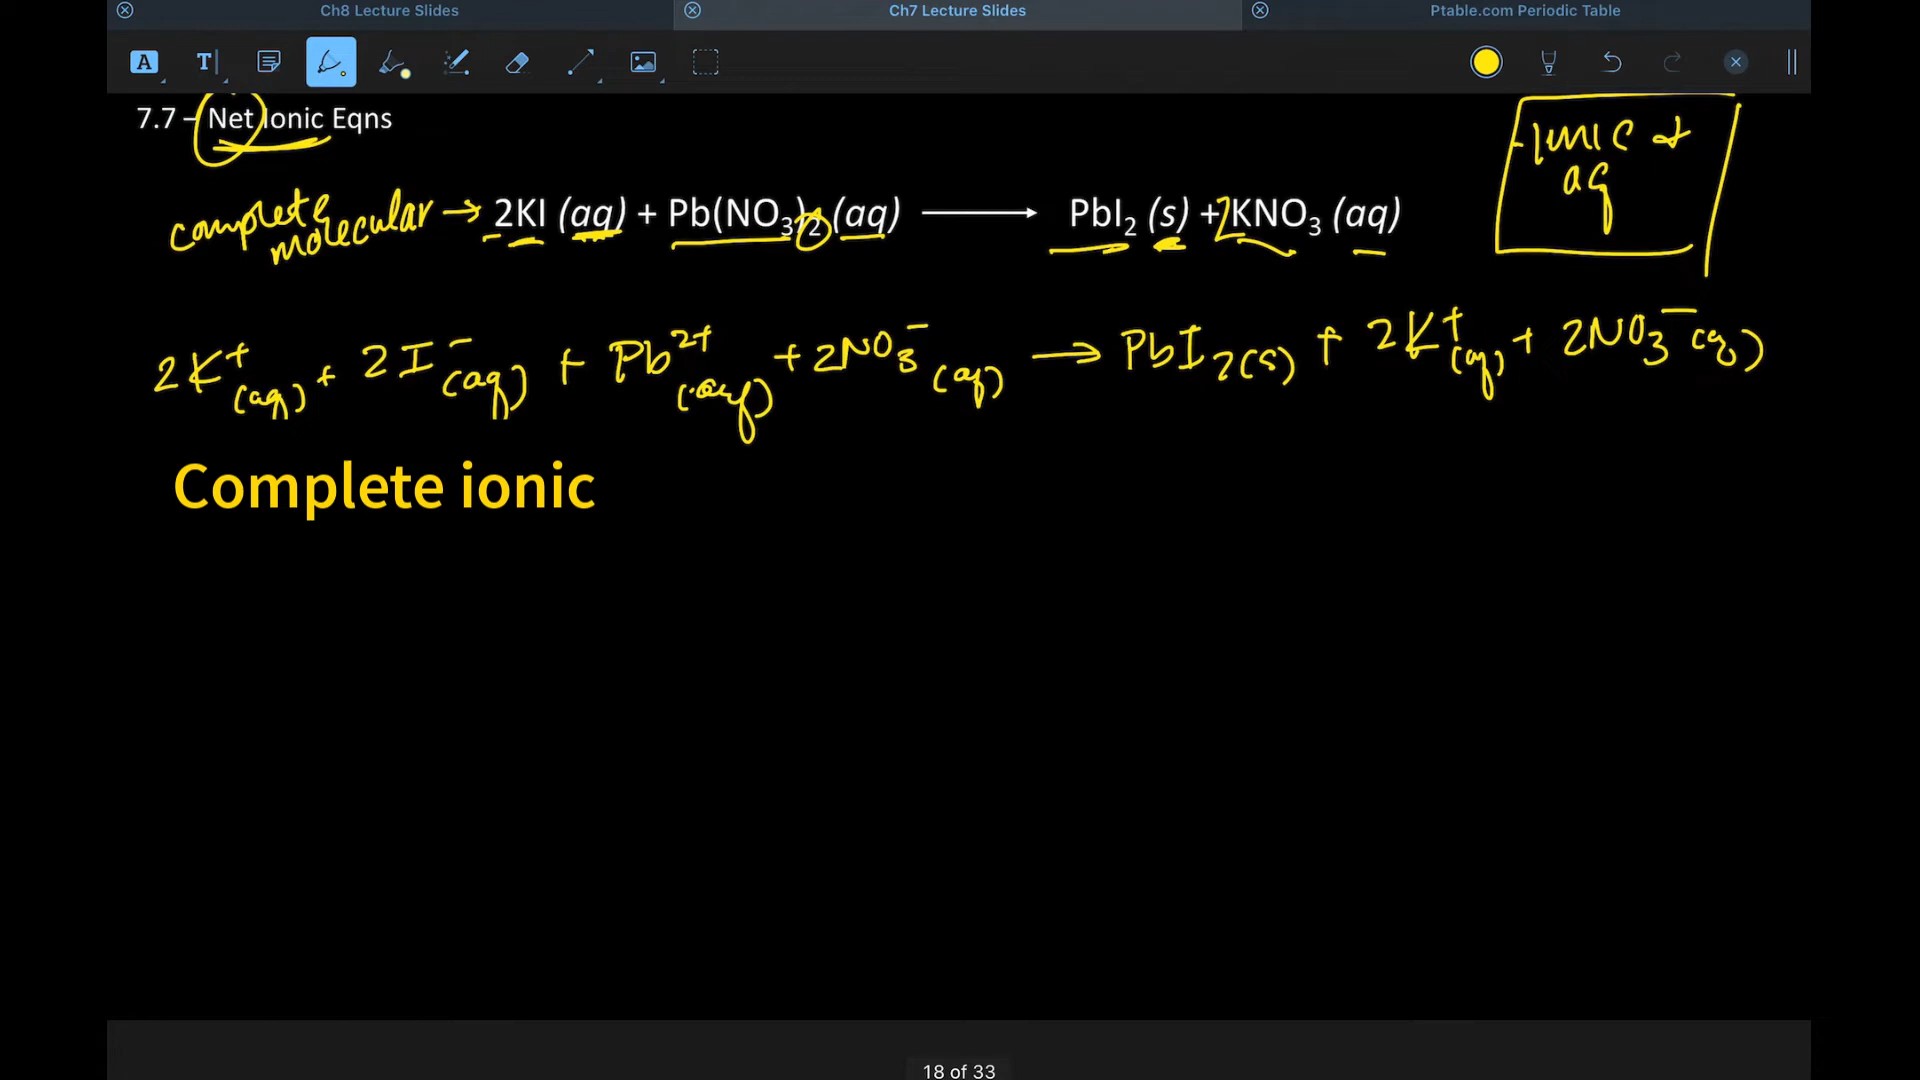 Ch8 Lecture Slides Ch7 Lecture Slides Ptable.com Periodic Table
A T
7.7 – Net Ionic Eqns
-ionic &
aq
complete
molecular → 2KI (aq) + Pb(NO₃)₂ (aq) ⟶ PbI₂ (s) + 2KNO₃ (aq)
2K⁺(aq) + 2I⁻(aq) + Pb²⁺(aq) + 2NO₃⁻(aq) → PbI₂(s) + 2K⁺(aq) + 2NO₃⁻(aq)
Complete ionic
18 of 33